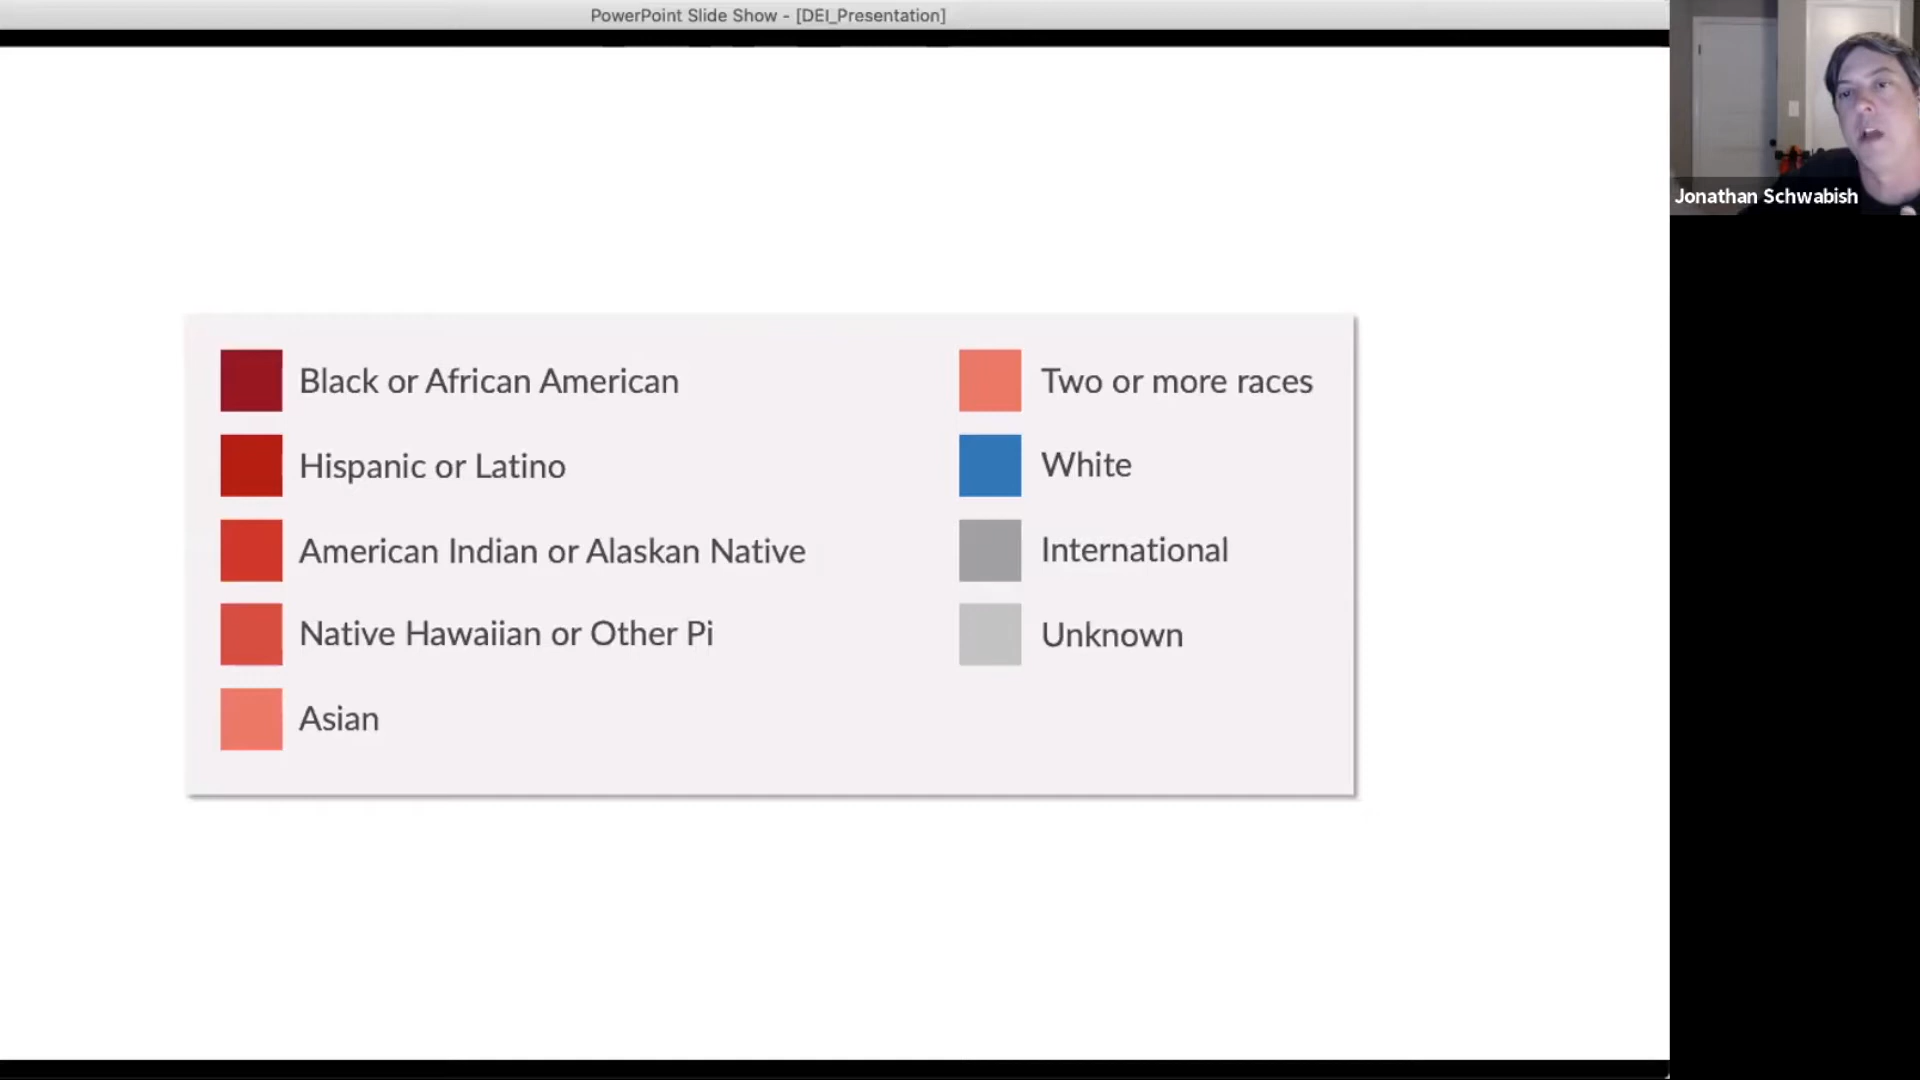 PowerPoint Slide Show - [DEI_Presentation]
Jonathan Schwabish
Black or African American
Hispanic or Latino
American Indian or Alaskan Native
Native Hawaiian or Other Pi
Asian
Two or more races
White
International
Unknown